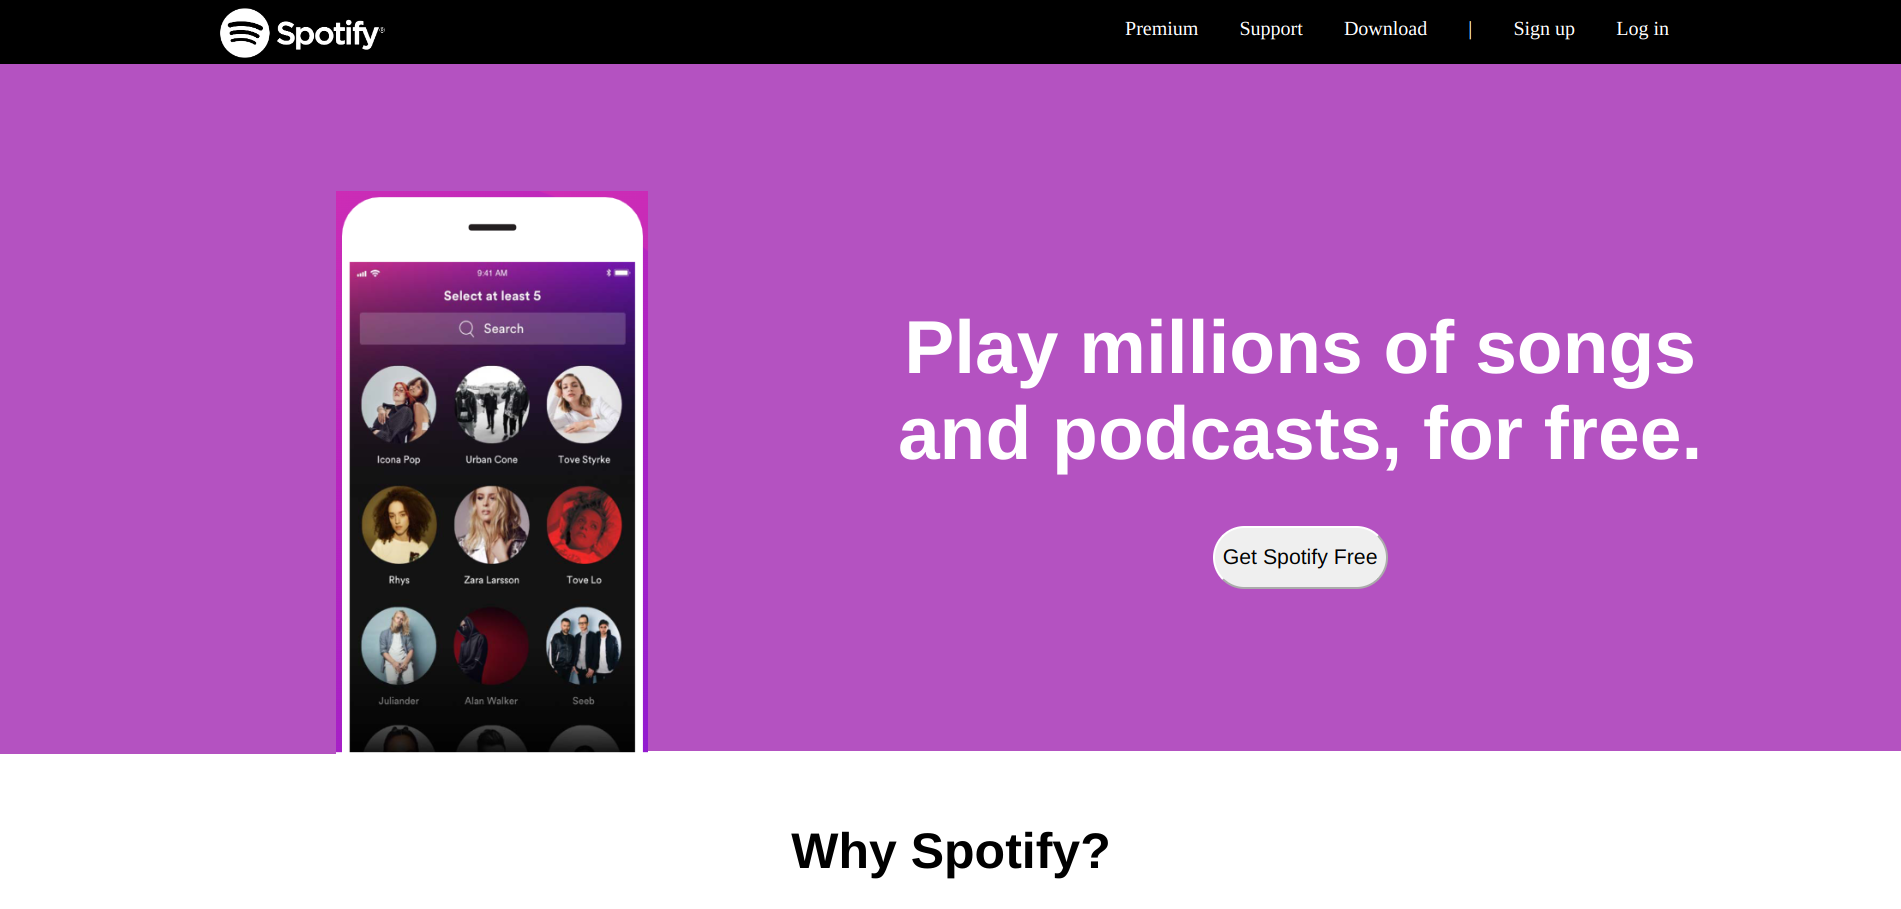 Spotify®
Premium Support Download | Sign up Log in
9:41 AM
Select at least 5
Search
Icona Pop Urban Cone Tove Styrke
Rhys Zara Larsson Tove Lo
Juliander Alan Walker Seeb
Play millions of songs
and podcasts, for free.
Get Spotify Free
Why Spotify?